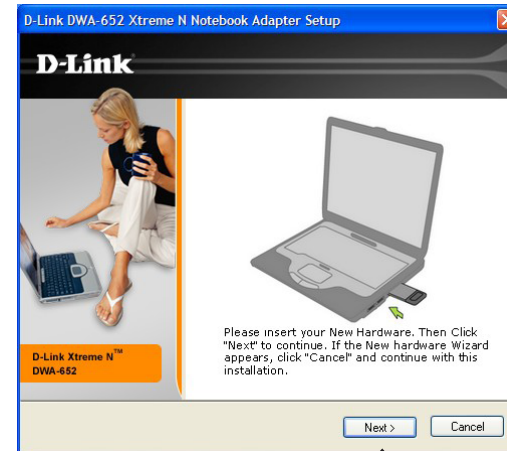 D-Link DWA-652 Xtreme N Notebook Adapter Setup
D-Link
Please insert your New Hardware. Then Click
"Next" to continue. If the New hardware Wizard
appears, click "Cancel" and continue with this
installation.
D-Link Xtreme N™
DWA-652
Next >
Cancel